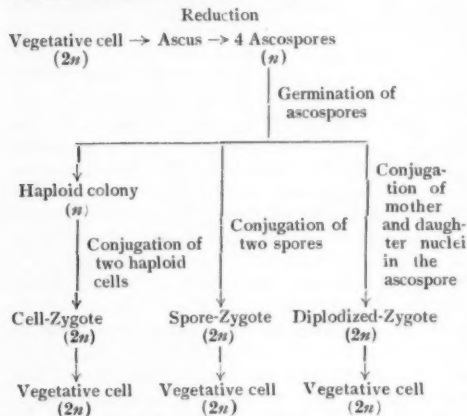 Reduction
Vegetative cell → Ascus → 4 Ascospores
(2n) (n)
Germination of
ascospores
Haploid colony
(n)
Conjugation of
two haploid
cells
Conjugation of
two spores
Conjuga-
tion of
mother
and daugh-
ter nuclei
in the
ascospore
Cell-Zygote Spore-Zygote Diplodized-Zygote
(2n) (2n) (2n)
Vegetative cell Vegetative cell Vegetative cell
(2n) (2n) (2n)